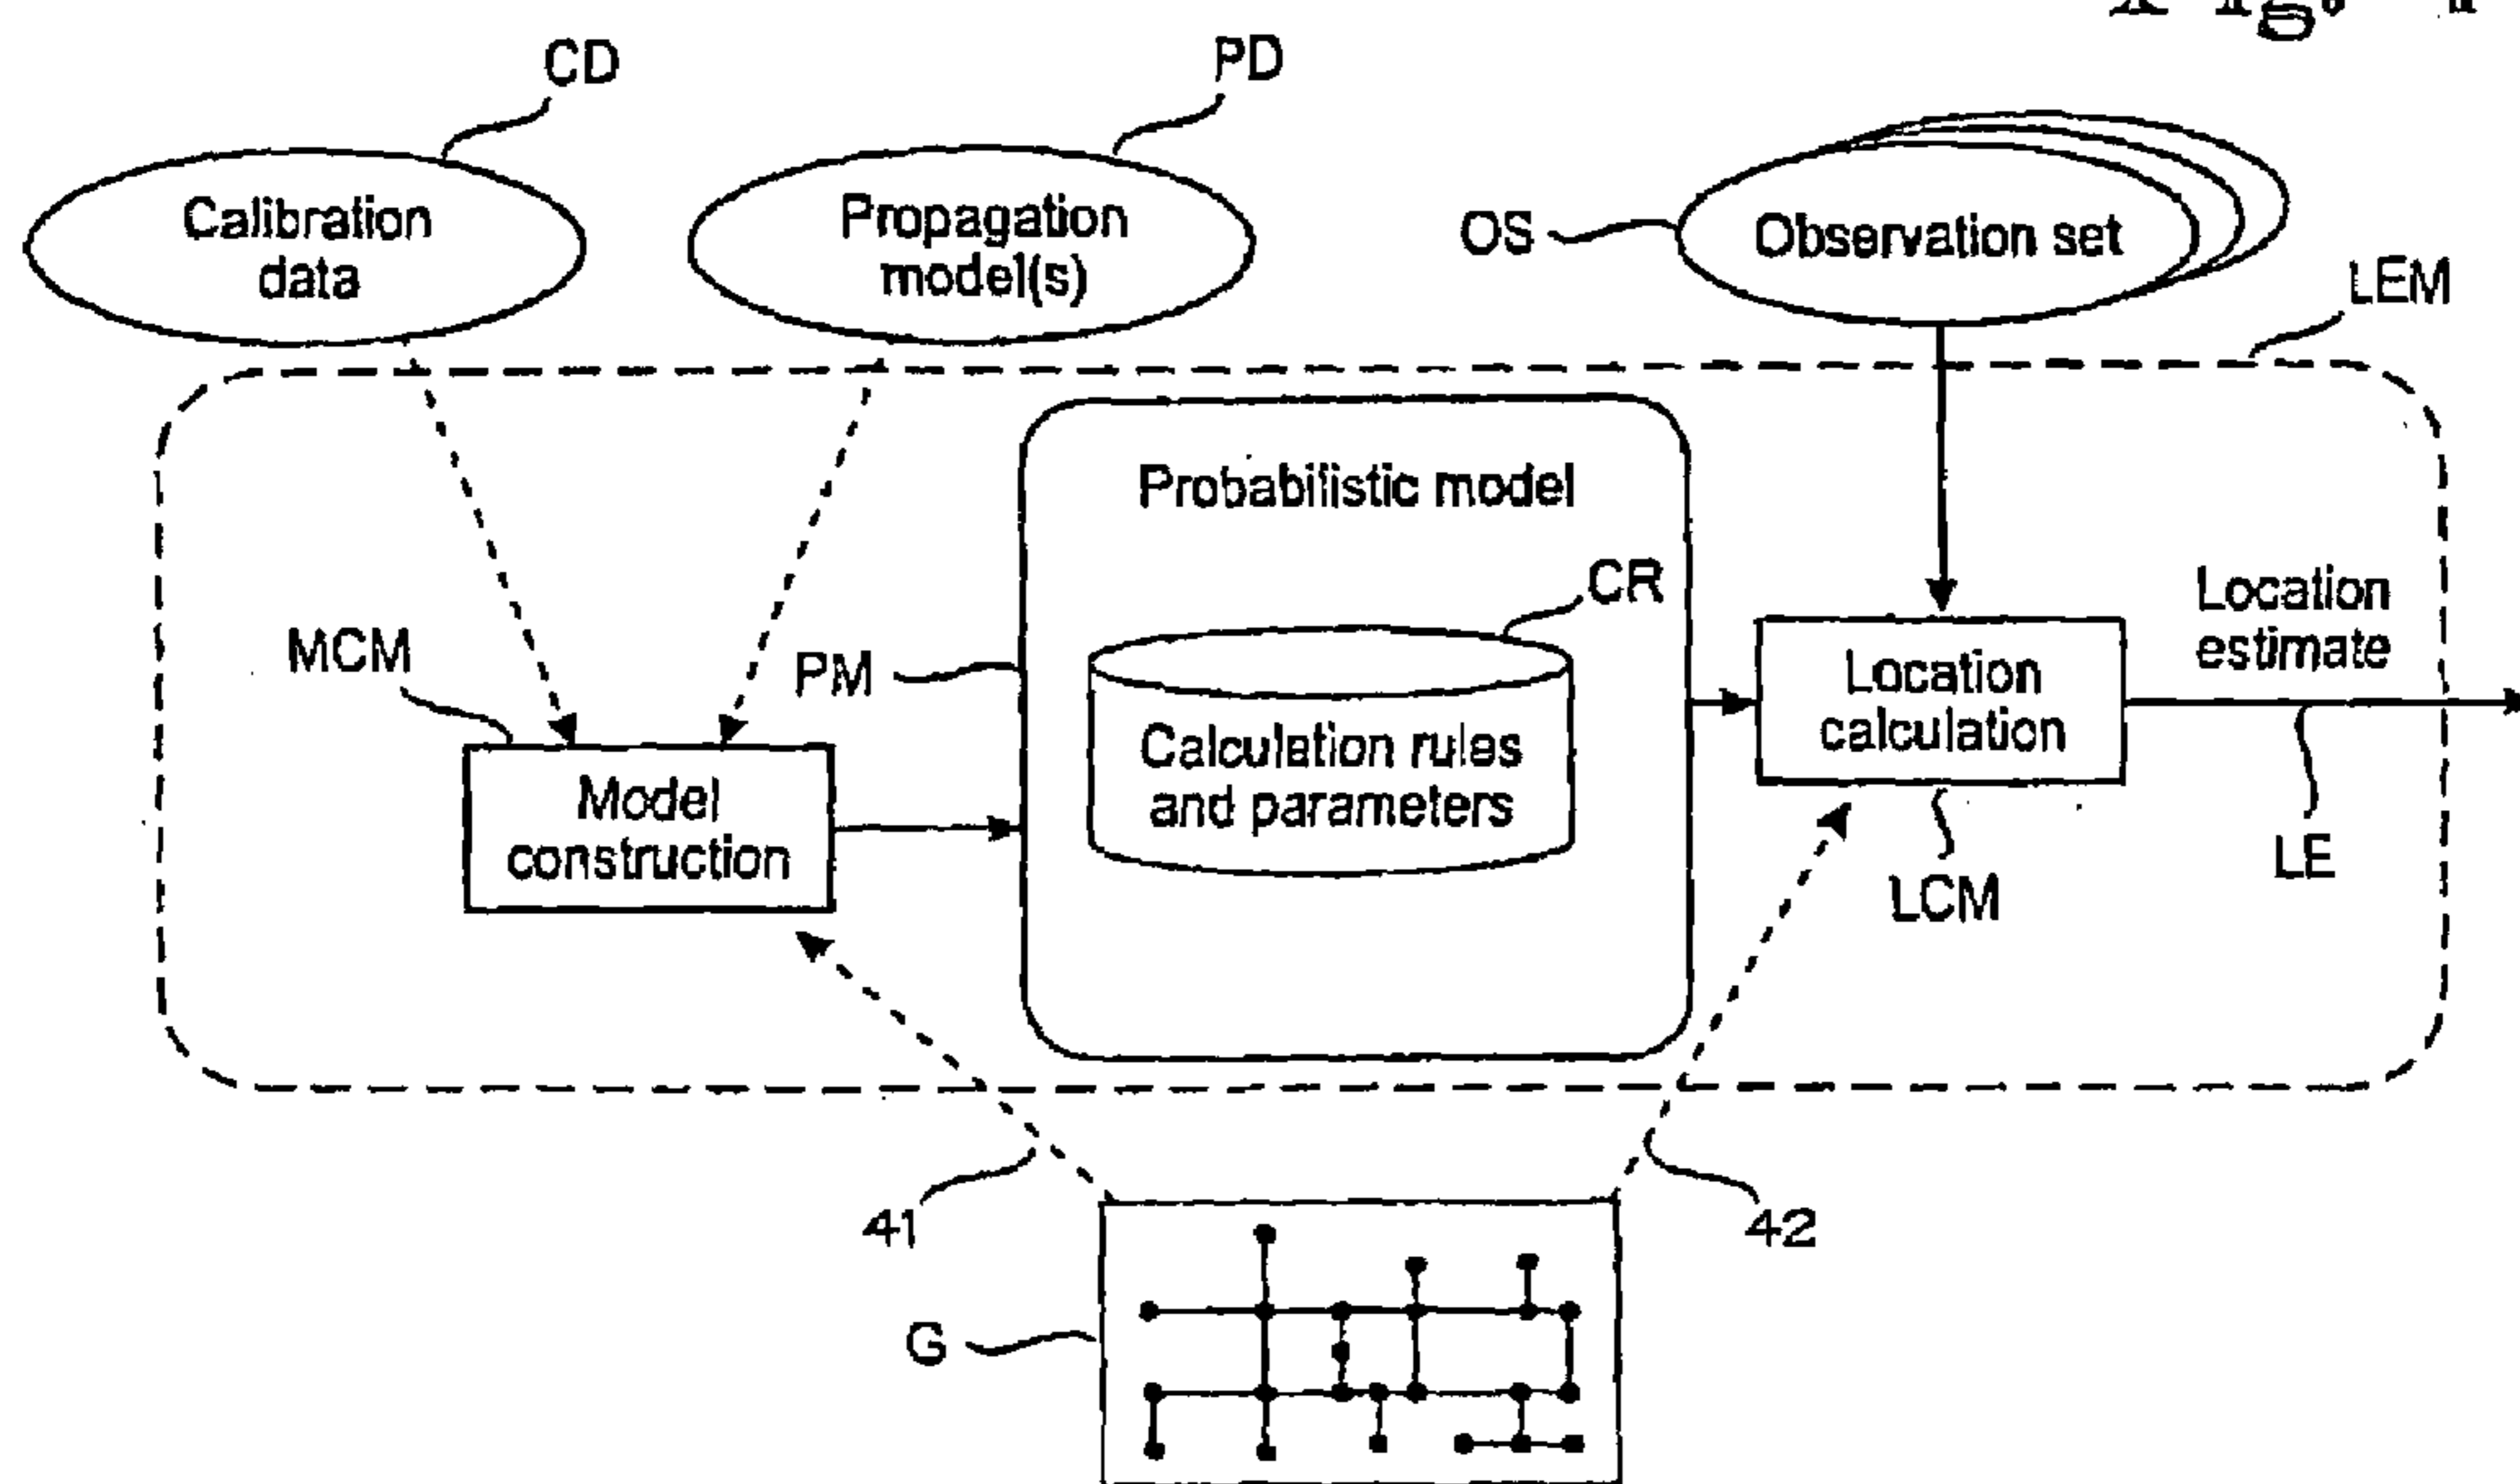 CD
PD
Calibration
data
Propagation
model(s)
OS
Observation set
LEM
Probabilistic model
CR
Location
estimate
MCM
PM
Location
calculation
Calculation rules
and parameters
Model
construction
LE
LCM
41
42
G